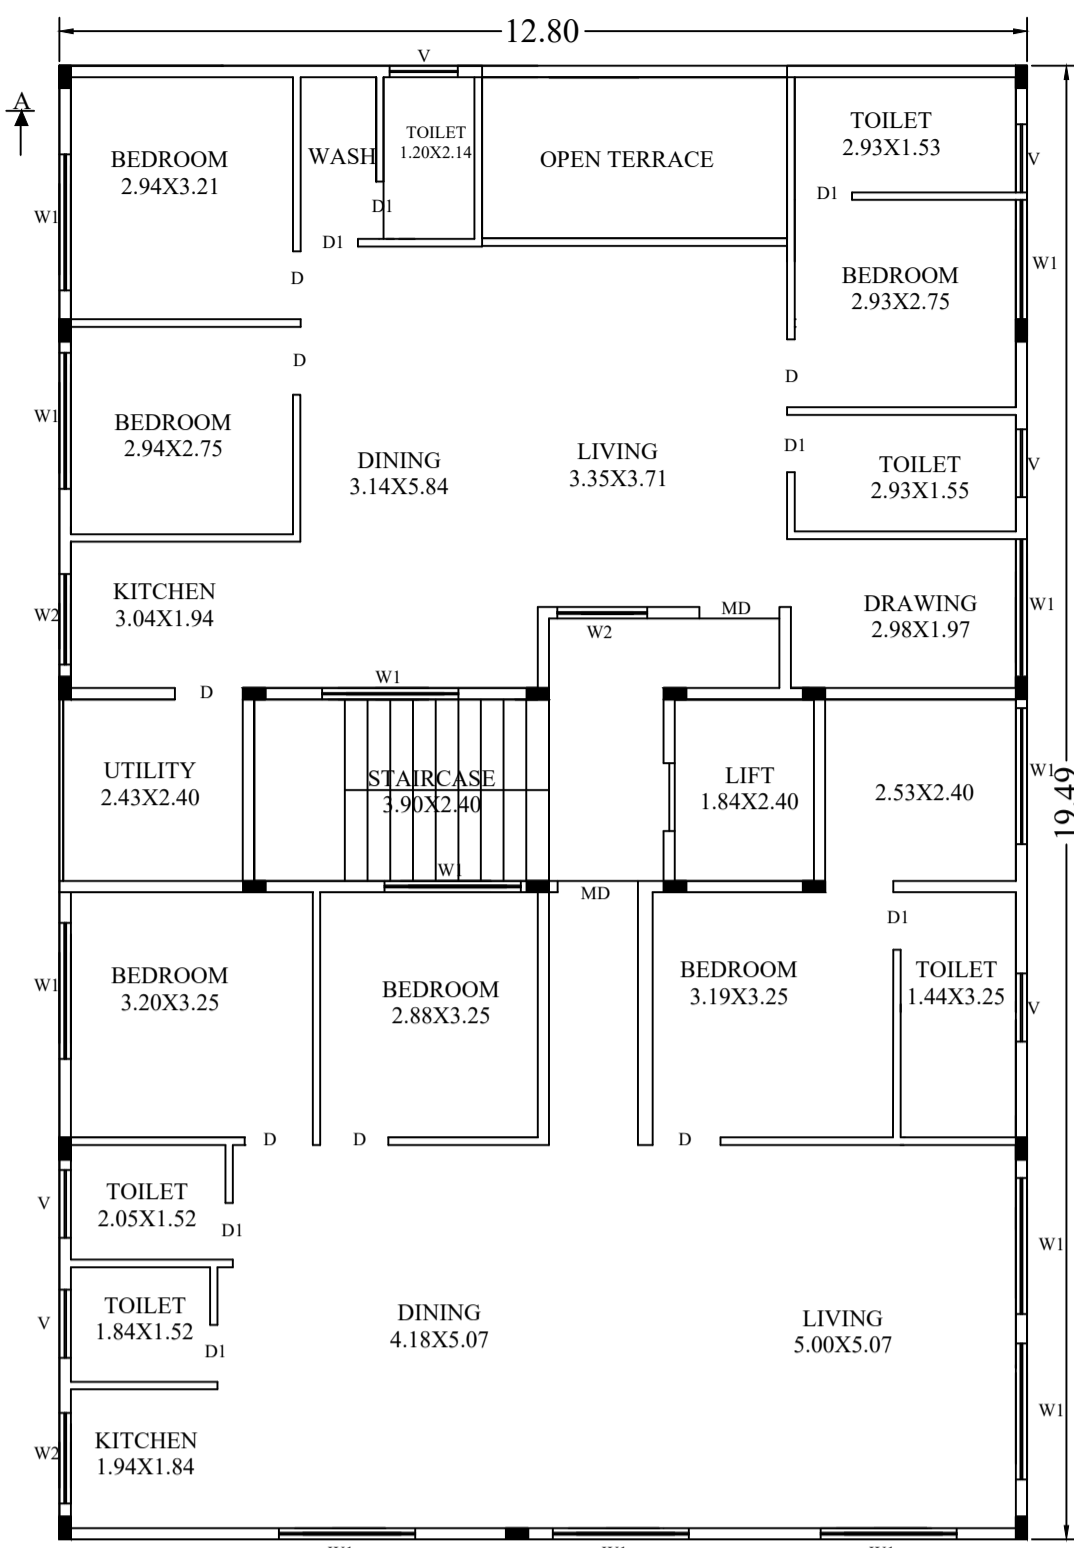 12.80
V
A
TOILET
1.20X2.14
TOILET
2.93X1.53
BEDROOM
2.94X3.21
WASH
OPEN TERRACE
V
D1
D1
W1
D1
D
W1
BEDROOM
2.93X2.75
D
D
W1
BEDROOM
2.94X2.75
D1
DINING
3.14X5.84
LIVING
3.35X3.71
TOILET
2.93X1.55
V
KITCHEN
3.04X1.94
W2
W2
MD
DRAWING
2.98X1.97
W1
D
W1
UTILITY
2.43X2.40
STAIRCASE
3.90X2.40
LIFT
1.84X2.40
2.53X2.40
W1
19.49
W1
MD
D1
BEDROOM
3.20X3.25
W1
BEDROOM
2.88X3.25
BEDROOM
3.19X3.25
TOILET
1.44X3.25
V
D
D
D
TOILET
2.05X1.52
V
D1
W1
TOILET
1.84X1.52
V
D1
DINING
4.18X5.07
LIVING
5.00X5.07
W1
KITCHEN
1.94X1.84
W2